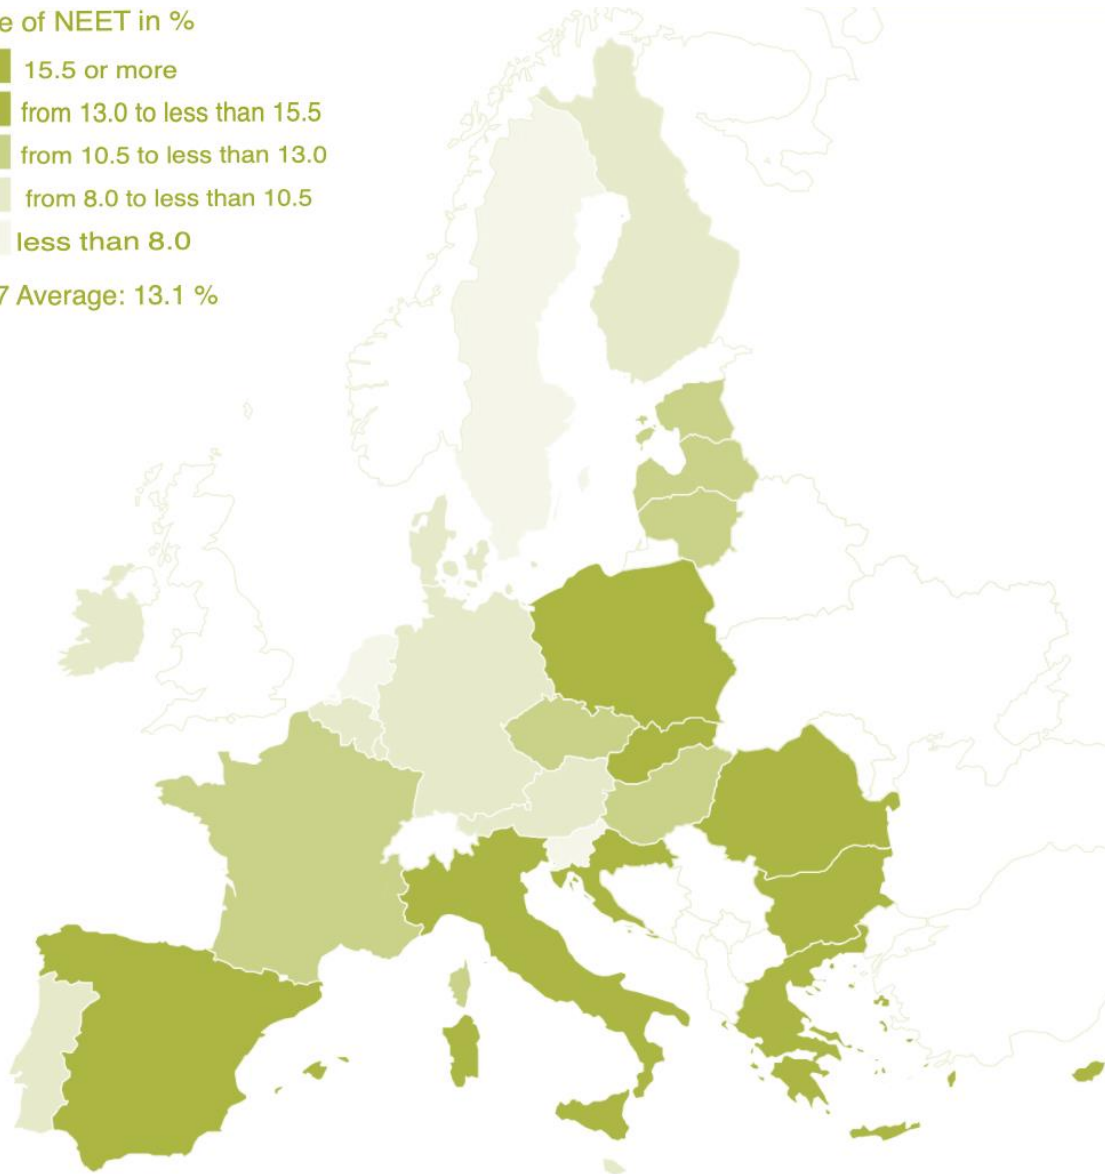 e of NEET in %
15.5 or more
from 13.0 to less than 15.5
from 10.5 to less than 13.0
from 8.0 to less than 10.5
less than 8.0
7 Average: 13.1 %